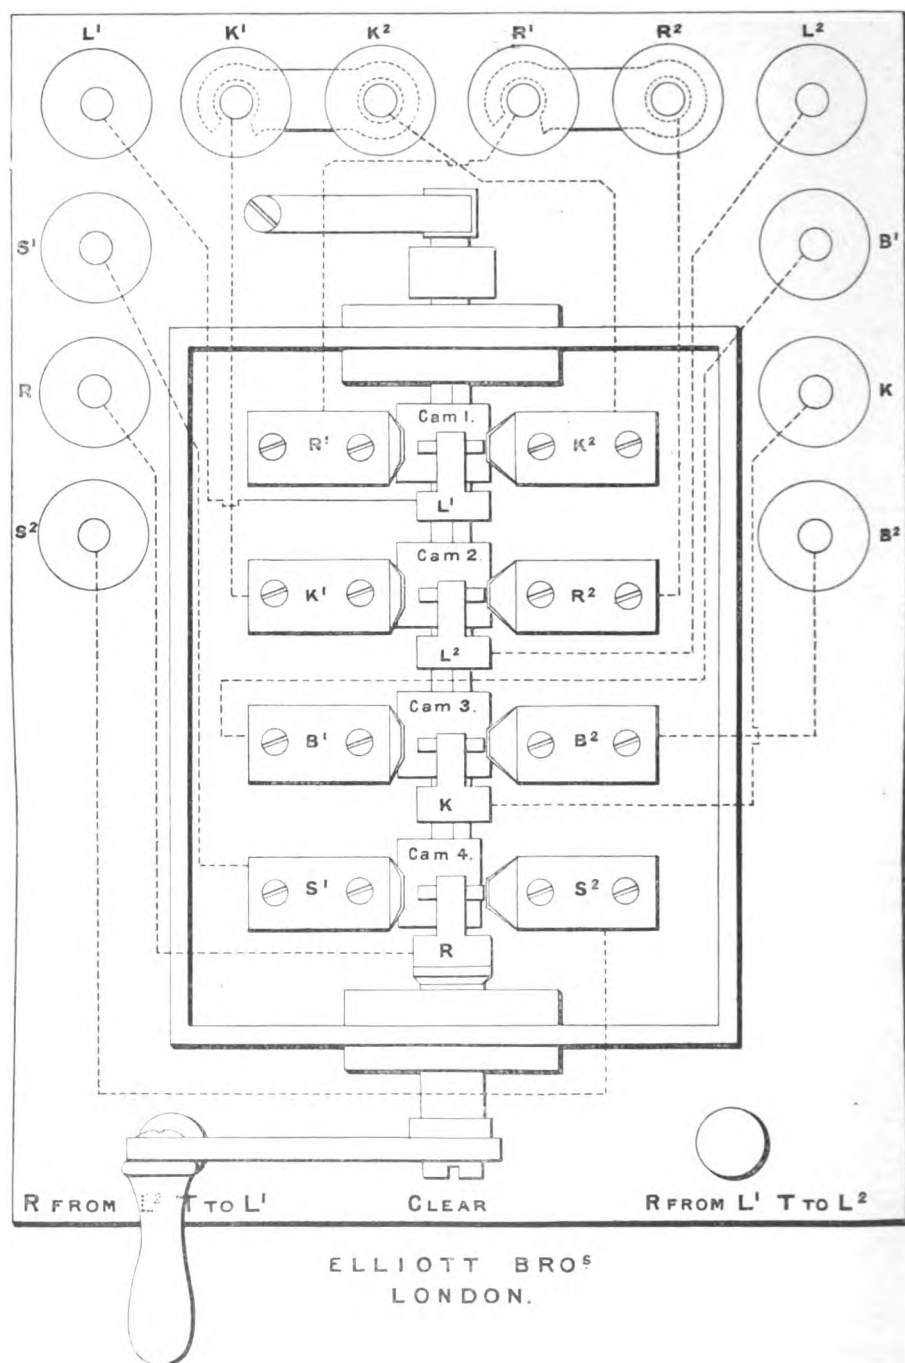 L¹ K¹ K² R¹ R² L²
S¹ B¹
R K
Cam 1.
R¹ K²
L¹
S² B²
Cam 2.
K¹ R²
L²
Cam 3.
B¹ B²
K
Cam 4.
S¹ S²
R
R FROM L² T TO L¹ CLEAR R FROM L¹ T TO L²
ELLIOTT BROS
LONDON.